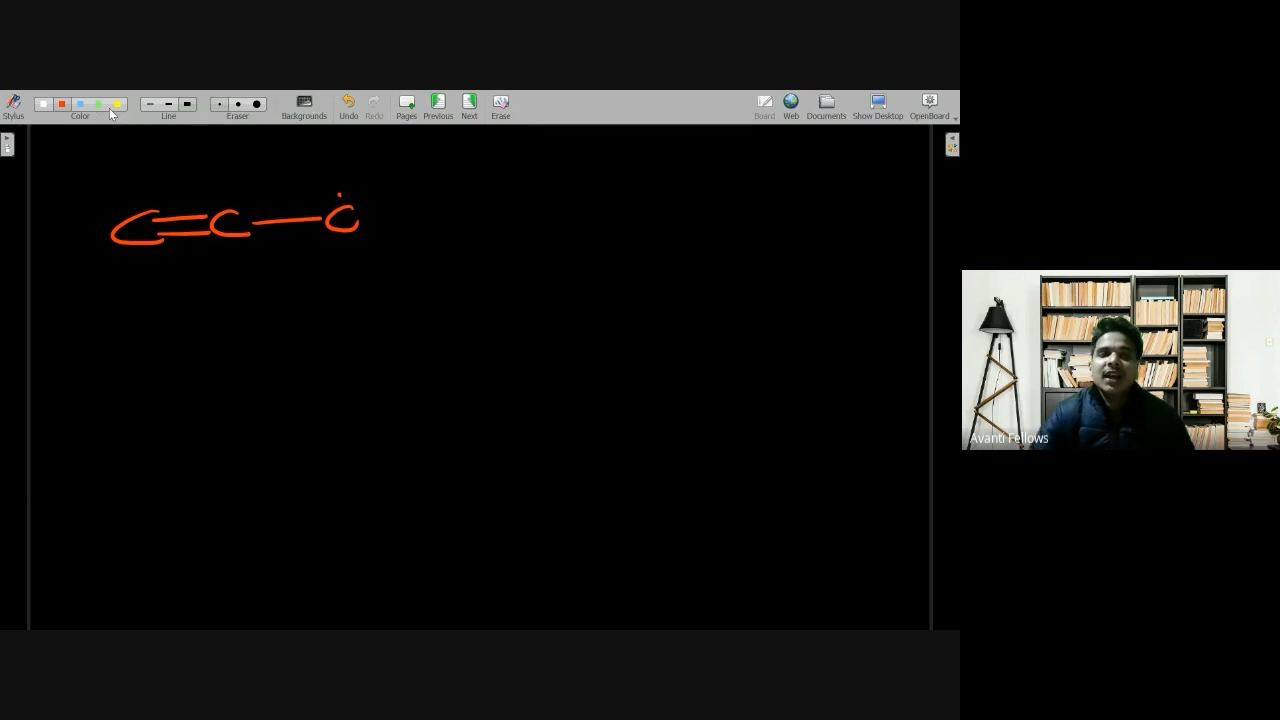 Stylus Color Line Eraser Backgrounds Undo Redo Pages Previous Next Erase Board Web Documents Show Desktop OpenBoard
C=C—Ċ
Avanti Fellows